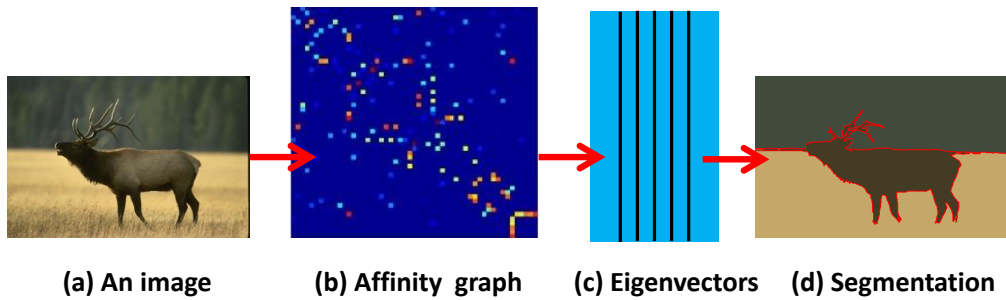 (a) An image
(b) Affinity graph
(c) Eigenvectors
(d) Segmentation